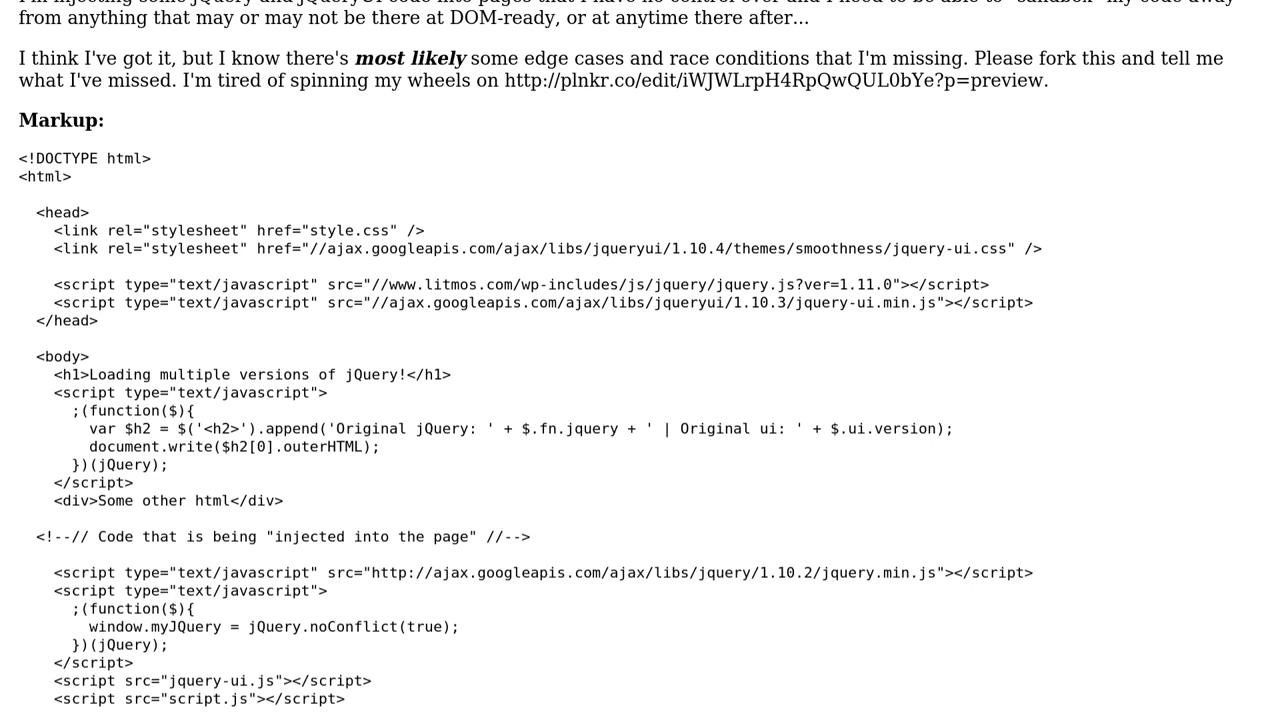 from anything that may or may not be there at DOM-ready, or at anytime there after...
I think I've got it, but I know there's most likely some edge cases and race conditions that I'm missing. Please fork this and tell me
what I've missed. I'm tired of spinning my wheels on http://plnkr.co/edit/iWJWLrpH4RpQwQUL0bYe?p=preview.
Markup:
<!DOCTYPE html>
<html>
<head>
<link rel="stylesheet" href="style.css" />
<link rel="stylesheet" href="//ajax.googleapis.com/ajax/libs/jqueryui/1.10.4/themes/smoothness/jquery-ui.css" />
<script type="text/javascript" src="//www.litmos.com/wp-includes/js/jquery/jquery.js?ver=1.11.0"></script>
<script type="text/javascript" src="//ajax.googleapis.com/ajax/libs/jqueryui/1.10.3/jquery-ui.min.js"></script>
</head>
<body>
<h1>Loading multiple versions of jQuery!</h1>
<script type="text/javascript">
;(function($){
var $h2 = $('<h2>').append('Original jQuery: ' + $.fn.jquery + ' | Original ui: ' + $.ui.version);
document.write($h2[0].outerHTML);
})(jQuery);
</script>
<div>Some other html</div>
<!--// Code that is being "injected into the page" //-->
<script type="text/javascript" src="http://ajax.googleapis.com/ajax/libs/jquery/1.10.2/jquery.min.js"></script>
<script type="text/javascript">
;(function($){
window.myJQuery = jQuery.noConflict(true);
})(jQuery);
</script>
<script src="jquery-ui.js"></script>
<script src="script.js"></script>